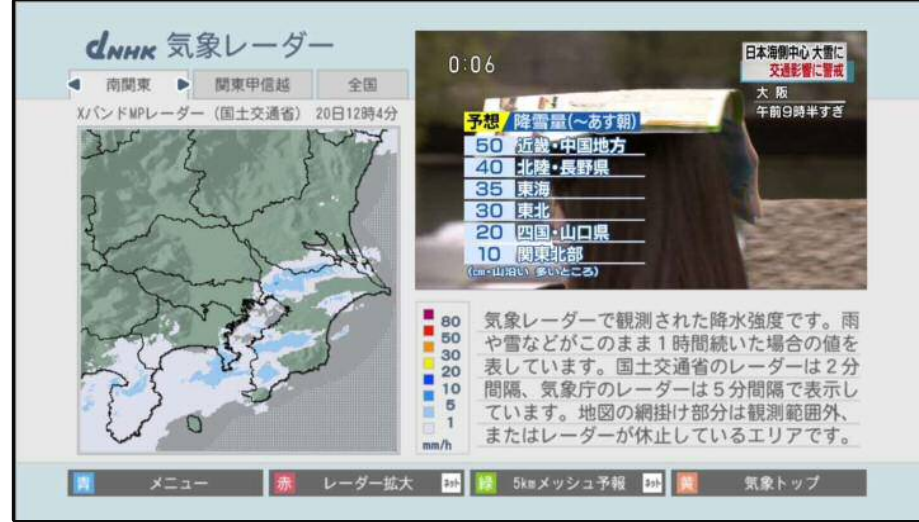 dNHK 気象レーダー
◀ 南関東 ▶ 関東甲信越 全国
XバンドMPレーダー（国土交通省） 20日12時4分
0:06
日本海側中心 大雪に
交通影響に警戒
大阪
午前9時半すぎ
予想 降雪量(～あす朝)
50 近畿・中国地方
40 北陸・長野県
35 東海
30 東北
20 四国・山口県
10 関東北部
(cm・山沿い 多いところ)
80
50
30
20
10
5
1
mm/h
気象レーダーで観測された降水強度です。雨
や雪などがこのまま1時間続いた場合の値を
表しています。国土交通省のレーダーは2分
間隔、気象庁のレーダーは5分間隔で表示し
ています。地図の網掛け部分は観測範囲外、
またはレーダーが休止しているエリアです。
青 メニュー 赤 レーダー拡大 ネット 緑 5kmメッシュ予報 ネット 黄 気象トップ